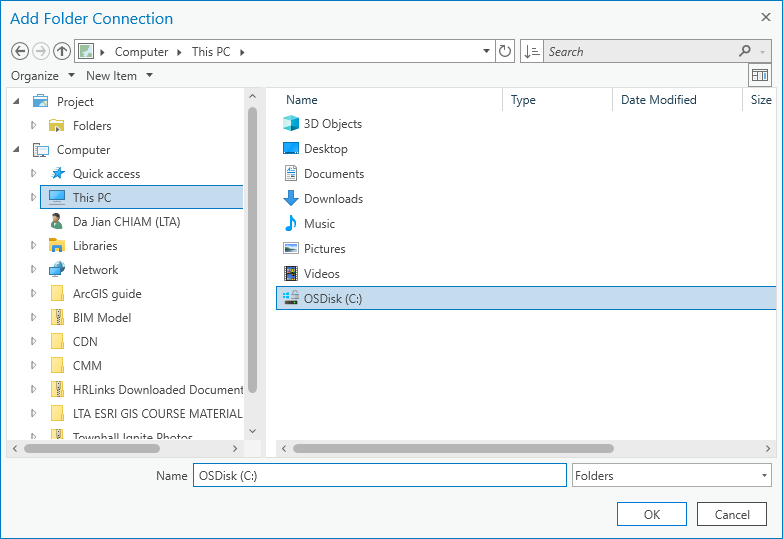 Add Folder Connection
Computer This PC
Search
Organize New Item
Project
Folders
Computer
Quick access
This PC
Da Jian CHIAM (LTA)
Libraries
Network
ArcGIS guide
BIM Model
CDN
CMM
HRLinks Downloaded Document
LTA ESRI GIS COURSE MATERIAL
Townhall Ignite Photos
Name Type Date Modified Size
3D Objects
Desktop
Documents
Downloads
Music
Pictures
Videos
OSDisk (C:)
Name OSDisk (C:) Folders
OK Cancel